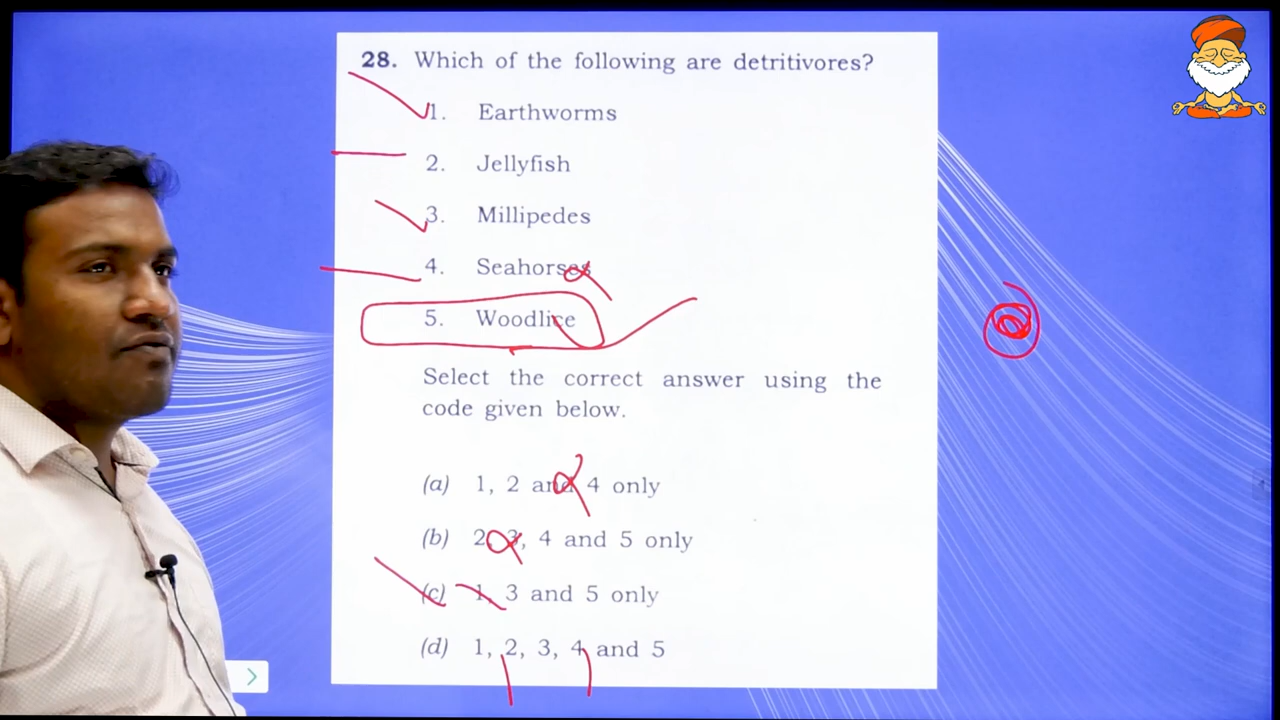 28. Which of the following are detritivores?
1. Earthworms
2. Jellyfish
3. Millipedes
4. Seahorses
5. Woodlice
Select the correct answer using the
code given below.
(a) 1, 2 and 4 only
(b) 2, 3, 4 and 5 only
(c) 1, 3 and 5 only
(d) 1, 2, 3, 4 and 5